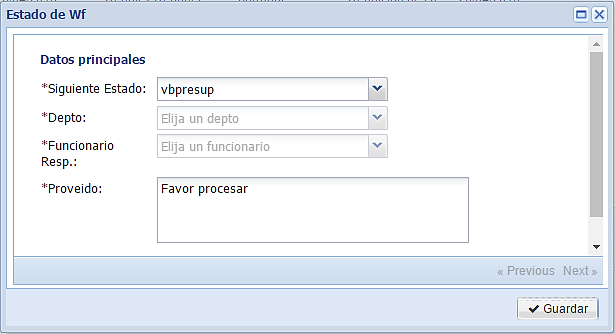 Estado de Wf
Datos principales
*Siguiente Estado: vbpresup
*Depto: Elija un depto
*Funcionario Resp.: Elija un funcionario
*Proveido: Favor procesar
« Previous Next »
Guardar